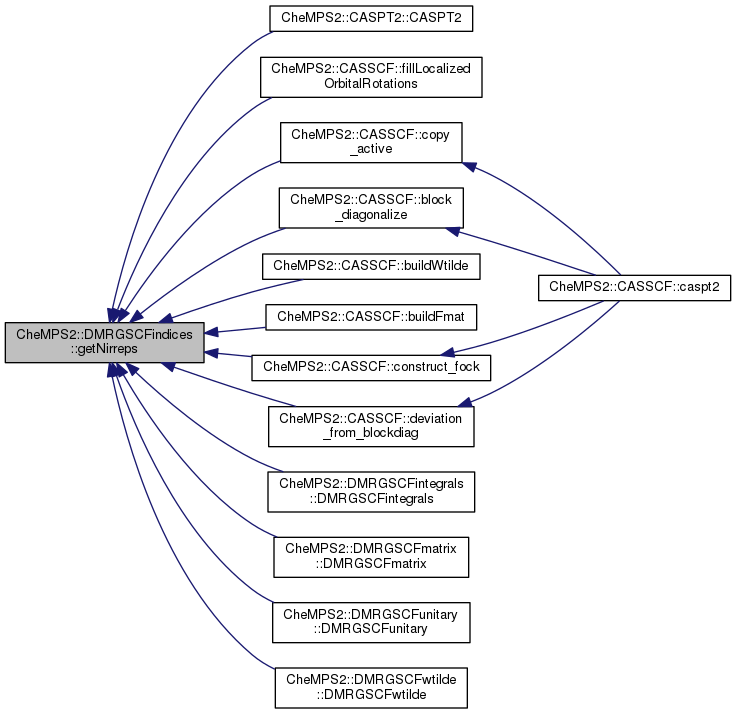 CheMPS2::CASPT2::CASPT2
CheMPS2::CASSCF::fillLocalized
OrbitalRotations
CheMPS2::CASSCF::copy
_active
CheMPS2::CASSCF::block
_diagonalize
CheMPS2::CASSCF::buildWtilde
CheMPS2::CASSCF::caspt2
CheMPS2::CASSCF::buildFmat
CheMPS2::DMRGSCFindices
::getNirreps
CheMPS2::CASSCF::construct_fock
CheMPS2::CASSCF::deviation
_from_blockdiag
CheMPS2::DMRGSCFintegrals
::DMRGSCFintegrals
CheMPS2::DMRGSCFmatrix
::DMRGSCFmatrix
CheMPS2::DMRGSCFunitary
::DMRGSCFunitary
CheMPS2::DMRGSCFwtilde
::DMRGSCFwtilde